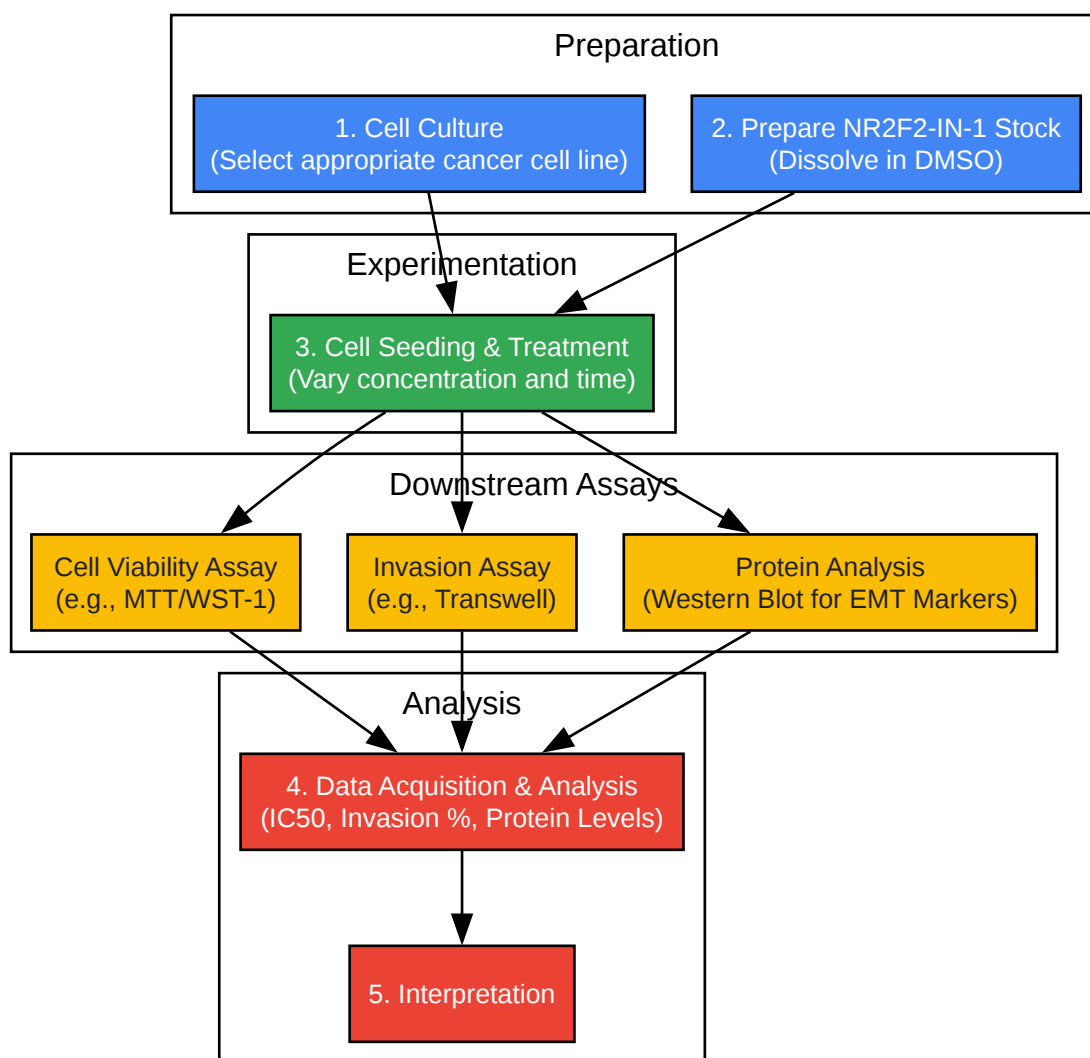 Preparation
1. Cell Culture
(Select appropriate cancer cell line)
2. Prepare NR2F2-IN-1 Stock
(Dissolve in DMSO)
Experimentation
3. Cell Seeding & Treatment
(Vary concentration and time)
Downstream Assays
Cell Viability Assay
(e.g., MTT/WST-1)
Invasion Assay
(e.g., Transwell)
Protein Analysis
(Western Blot for EMT Markers)
Analysis
4. Data Acquisition & Analysis
(IC50, Invasion %, Protein Levels)
5. Interpretation